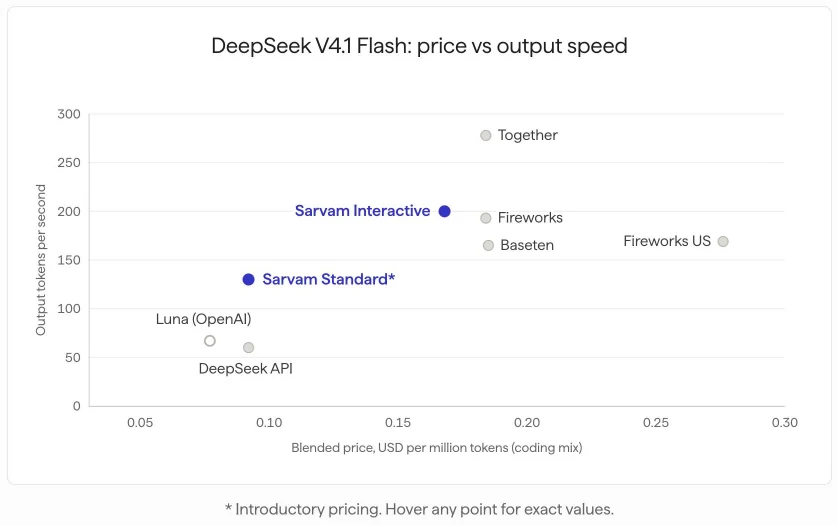 DeepSeek V4.1 Flash: price vs output speed
300
Together
250
Sarvam Interactive
200
Fireworks
Fireworks US
Baseten
150
Sarvam Standard*
100
Luna (OpenAI)
50
DeepSeek API
0
Output tokens per second
0.05 0.10 0.15 0.20 0.25 0.30
Blended price, USD per million tokens (coding mix)
* Introductory pricing. Hover any point for exact values.